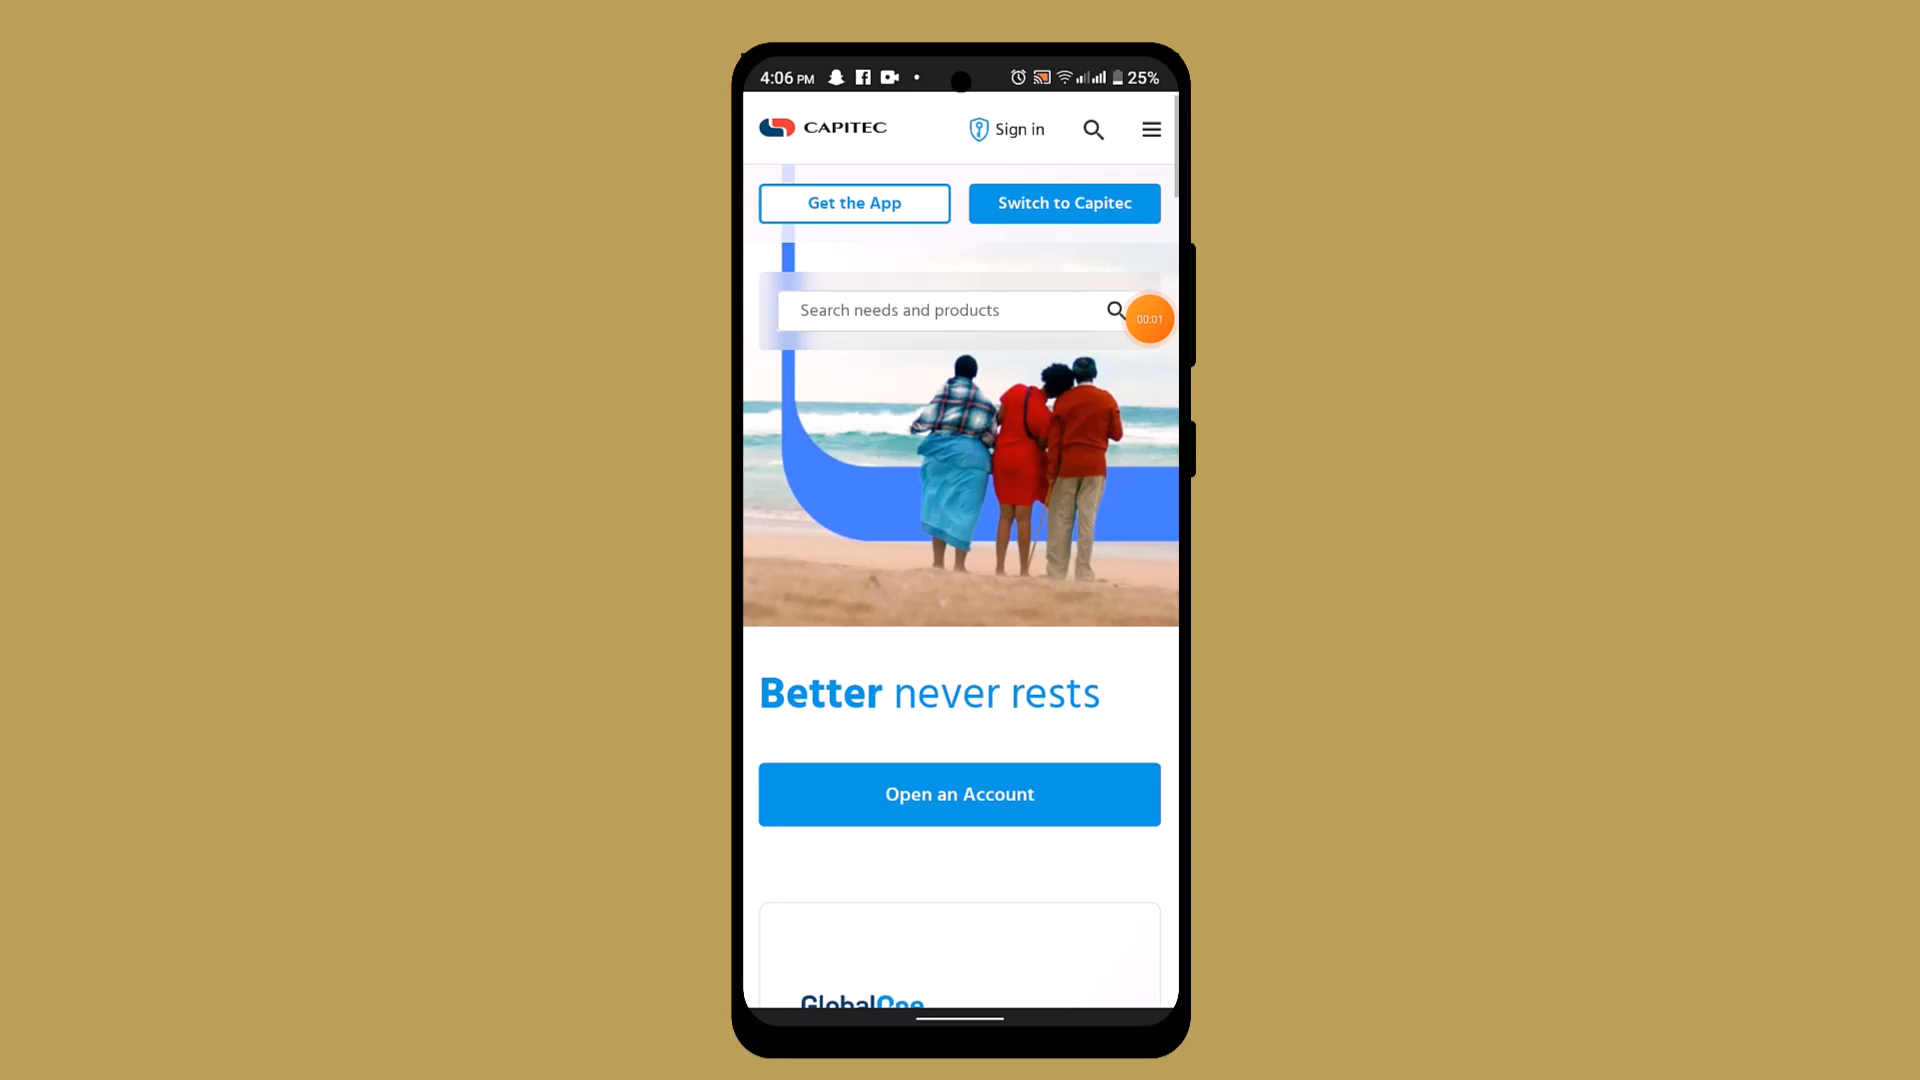 4:06 PM 25%
CAPITEC Sign in
Get the App Switch to Capitec
Search needs and products
00:01
Better never rests
Open an Account
GlobalOne